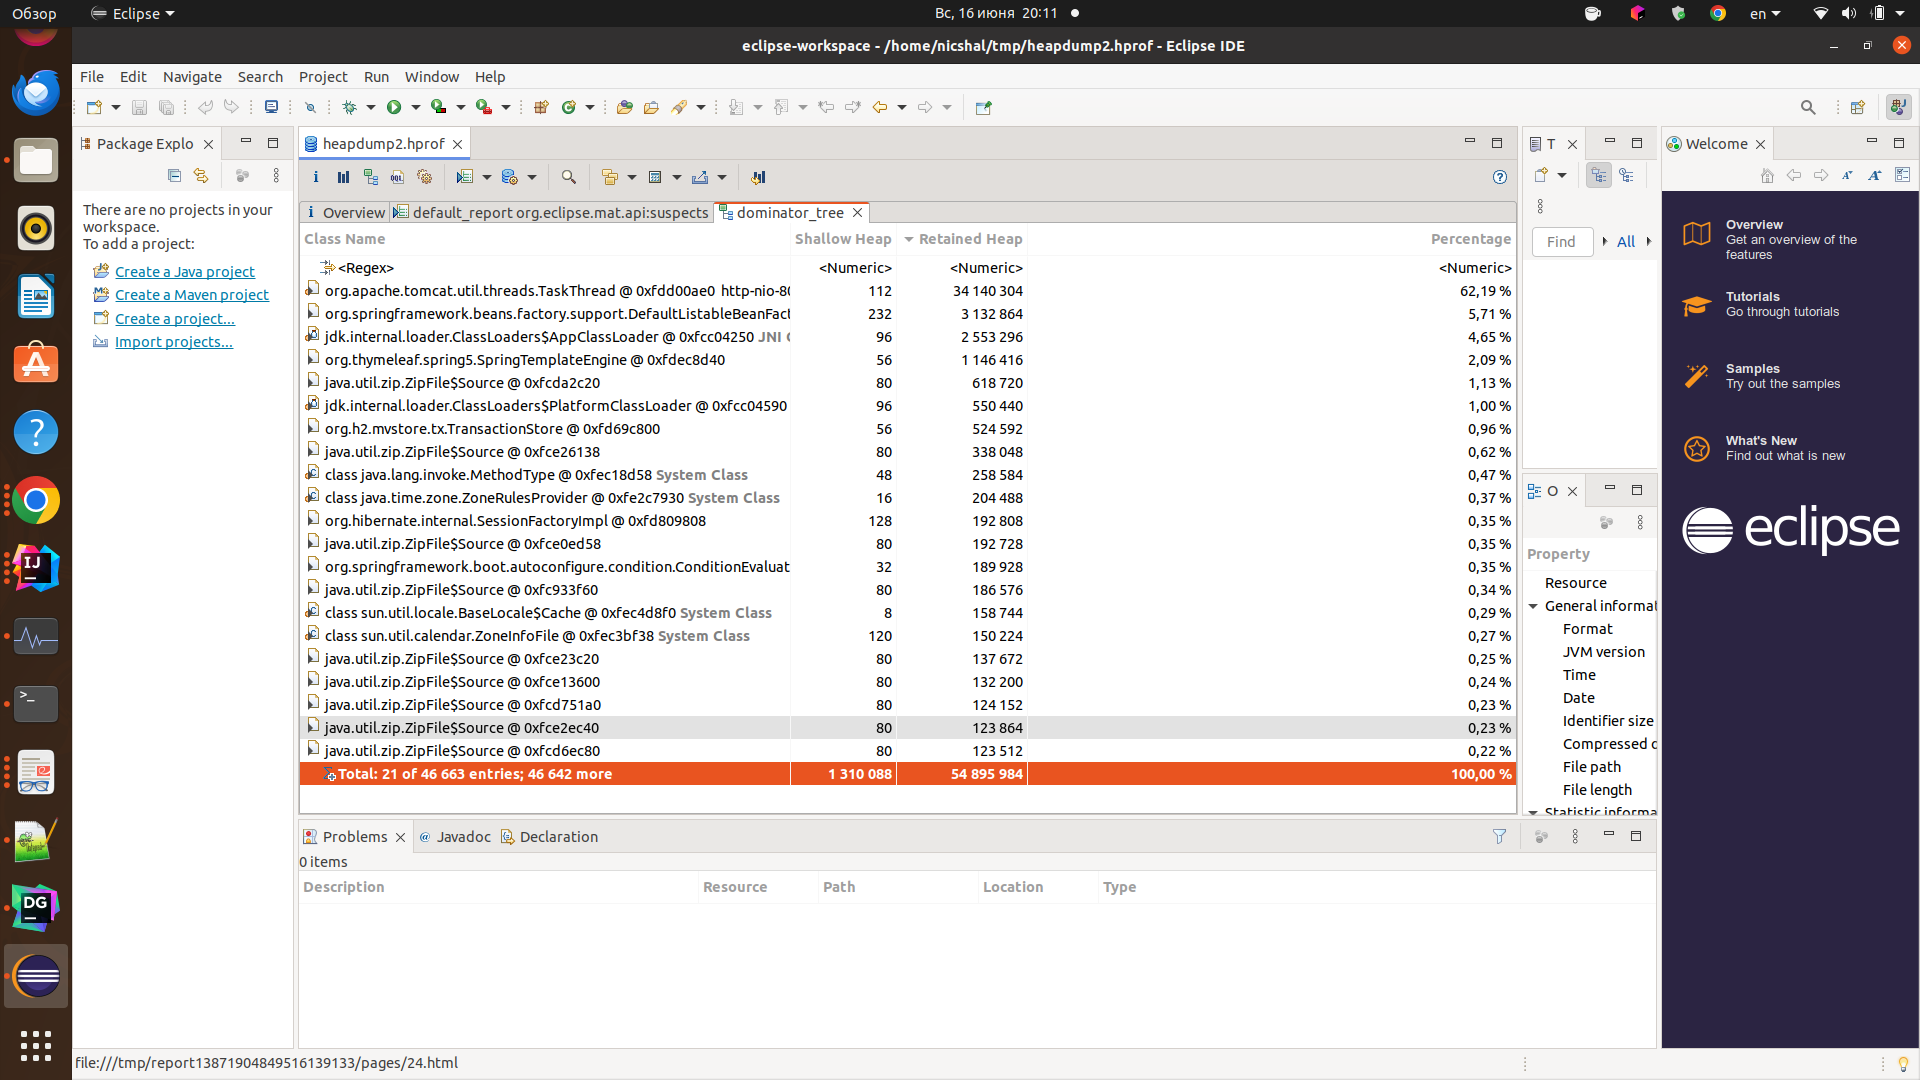 Обзор
Eclipse
Вс, 16 июня 20:11
en
eclipse-workspace - /home/nicshal/tmp/heapdump2.hprof - Eclipse IDE
File Edit Navigate Search Project Run Window Help
Package Explo
There are no projects in your workspace.
To add a project:
Create a Java project
Create a Maven project
Create a project...
Import projects...
heapdump2.hprof
Overview
default_report org.eclipse.mat.api:suspects
dominator_tree
Class Name Shallow Heap Retained Heap Percentage
<Regex> <Numeric> <Numeric> <Numeric>
org.apache.tomcat.util.threads.TaskThread @ 0xfdd00ae0 http-nio-80 112 34 140 304 62,19 %
org.springframework.beans.factory.support.DefaultListableBeanFact 232 3 132 864 5,71 %
jdk.internal.loader.ClassLoaders$AppClassLoader @ 0xfcc04250 JNI 96 2 553 296 4,65 %
org.thymeleaf.spring5.SpringTemplateEngine @ 0xfdec8d40 56 1 146 416 2,09 %
java.util.zip.ZipFile$Source @ 0xfcda2c20 80 618 720 1,13 %
jdk.internal.loader.ClassLoaders$PlatformClassLoader @ 0xfcc04590 96 550 440 1,00 %
org.h2.mvstore.tx.TransactionStore @ 0xfd69c800 56 524 592 0,96 %
java.util.zip.ZipFile$Source @ 0xfce26138 80 338 048 0,62 %
class java.lang.invoke.MethodType @ 0xfec18d58 System Class 48 258 584 0,47 %
class java.time.zone.ZoneRulesProvider @ 0xfe2c7930 System Class 16 204 488 0,37 %
org.hibernate.internal.SessionFactoryImpl @ 0xfd809808 128 192 808 0,35 %
java.util.zip.ZipFile$Source @ 0xfce0ed58 80 192 728 0,35 %
org.springframework.boot.autoconfigure.condition.ConditionEvaluat 32 189 928 0,35 %
java.util.zip.ZipFile$Source @ 0xfc933f60 80 186 576 0,34 %
class sun.util.locale.BaseLocale$Cache @ 0xfec4d8f0 System Class 8 158 744 0,29 %
class sun.util.calendar.ZoneInfoFile @ 0xfec3bf38 System Class 120 150 224 0,27 %
java.util.zip.ZipFile$Source @ 0xfce23c20 80 137 672 0,25 %
java.util.zip.ZipFile$Source @ 0xfce13600 80 132 200 0,24 %
java.util.zip.ZipFile$Source @ 0xfcd751a0 80 124 152 0,23 %
java.util.zip.ZipFile$Source @ 0xfce2ec40 80 123 864 0,23 %
java.util.zip.ZipFile$Source @ 0xfcd6ec80 80 123 512 0,22 %
Total: 21 of 46 663 entries; 46 642 more 1 310 088 54 895 984 100,00 %
Problems
@ Javadoc
Declaration
0 items
Description Resource Path Location Type
T
Find
All
O
Property
Resource
General informat
Format
JVM version
Time
Date
Identifier size
Compressed o
File path
File length
Statistic informa
Welcome
Overview
Get an overview of the features
Tutorials
Go through tutorials
Samples
Try out the samples
What's New
Find out what is new
eclipse
file:///tmp/report13871904849516139133/pages/24.html
IJ
DG